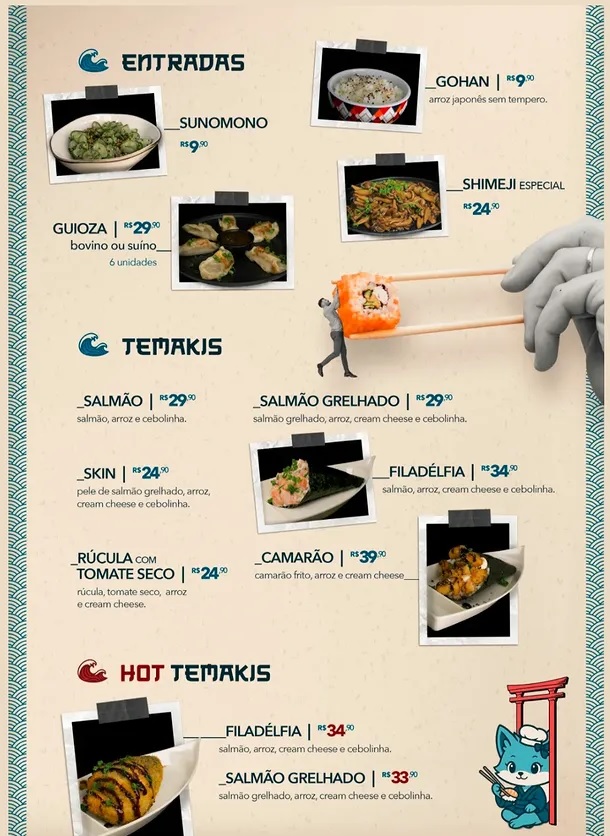 ENTRADAS
_SUNOMONO
R$9,90
_GOHAN | R$9,90
arroz japonês sem tempero.
_SHIMEJI ESPECIAL
R$24,90
GUIOZA | R$29,90
bovino ou suíno_
6 unidades
TEMAKIS
_SALMÃO | R$29,90
salmão, arroz e cebolinha.
_SALMÃO GRELHADO | R$29,90
salmão grelhado, arroz, cream cheese e cebolinha.
_SKIN | R$24,90
pele de salmão grelhado, arroz,
cream cheese e cebolinha.
_FILADÉLFIA | R$34,90
salmão, arroz, cream cheese e cebolinha.
_RÚCULA COM
TOMATE SECO | R$24,90
rúcula, tomate seco, arroz
e cream cheese.
_CAMARÃO | R$39,90
camarão frito, arroz e cream cheese_
HOT TEMAKIS
_FILADÉLFIA | R$34,90
salmão, arroz, cream cheese e cebolinha.
_SALMÃO GRELHADO | R$33,90
salmão grelhado, arroz, cream cheese e cebolinha.